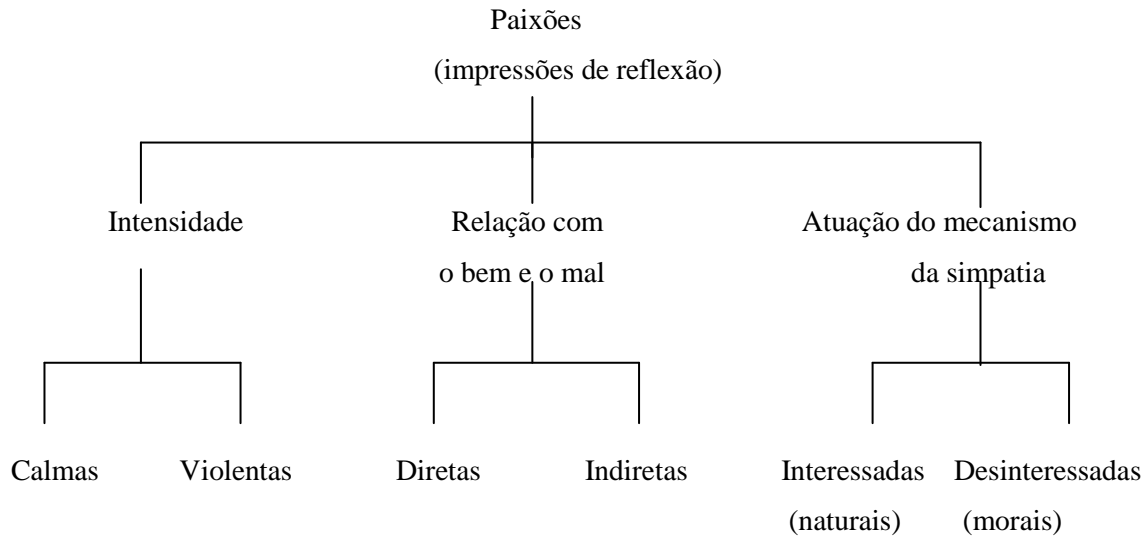 Paixões
(impressões de reflexão)
Intensidade
Relação com
o bem e o mal
Atuação do mecanismo
da simpatia
Calmas
Violentas
Diretas
Indiretas
Interessadas
(naturais)
Desinteressadas
(morais)